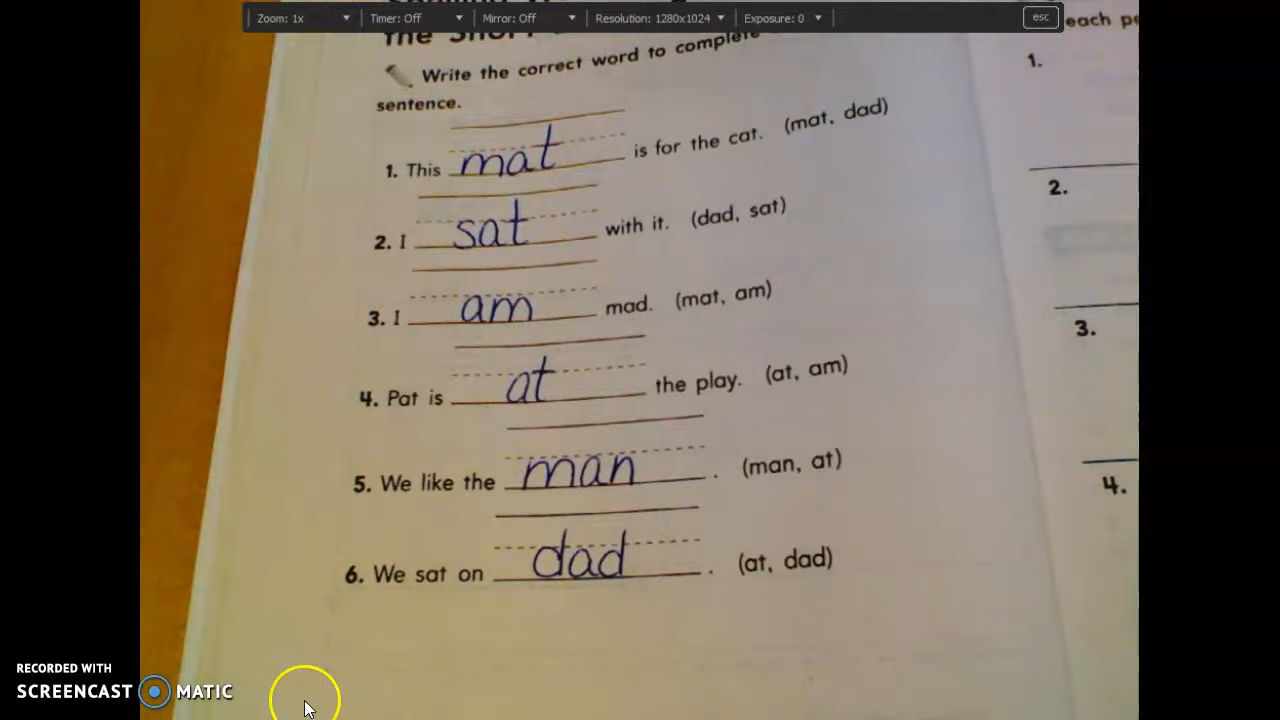 Zoom: 1x Timer: Off Mirror: Off Resolution: 1280x1024 Exposure: 0 esc
the Short
Write the correct word to complete
sentence.
1. This mat is for the cat. (mat, dad)
2. I sat with it. (dad, sat)
3. I am mad. (mat, am)
4. Pat is at the play. (at, am)
5. We like the man. (man, at)
6. We sat on dad. (at, dad)
each
1.
2.
3.
4.
RECORDED WITH
SCREENCAST MATIC